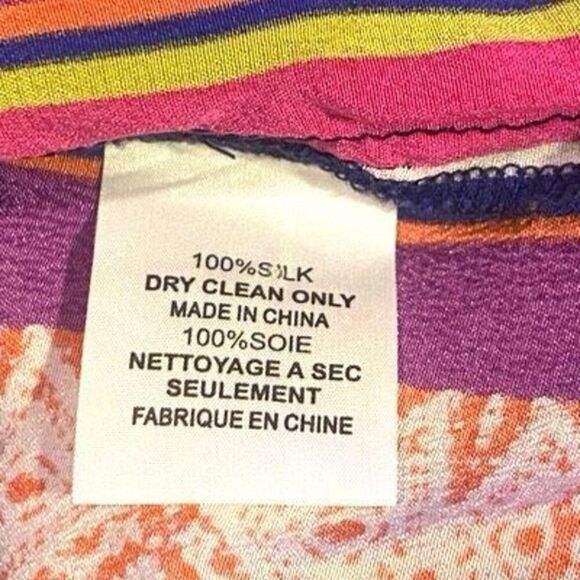 100%SILK
DRY CLEAN ONLY
MADE IN CHINA
100%SOIE
NETTOYAGE A SEC
SEULEMENT
FABRIQUE EN CHINE